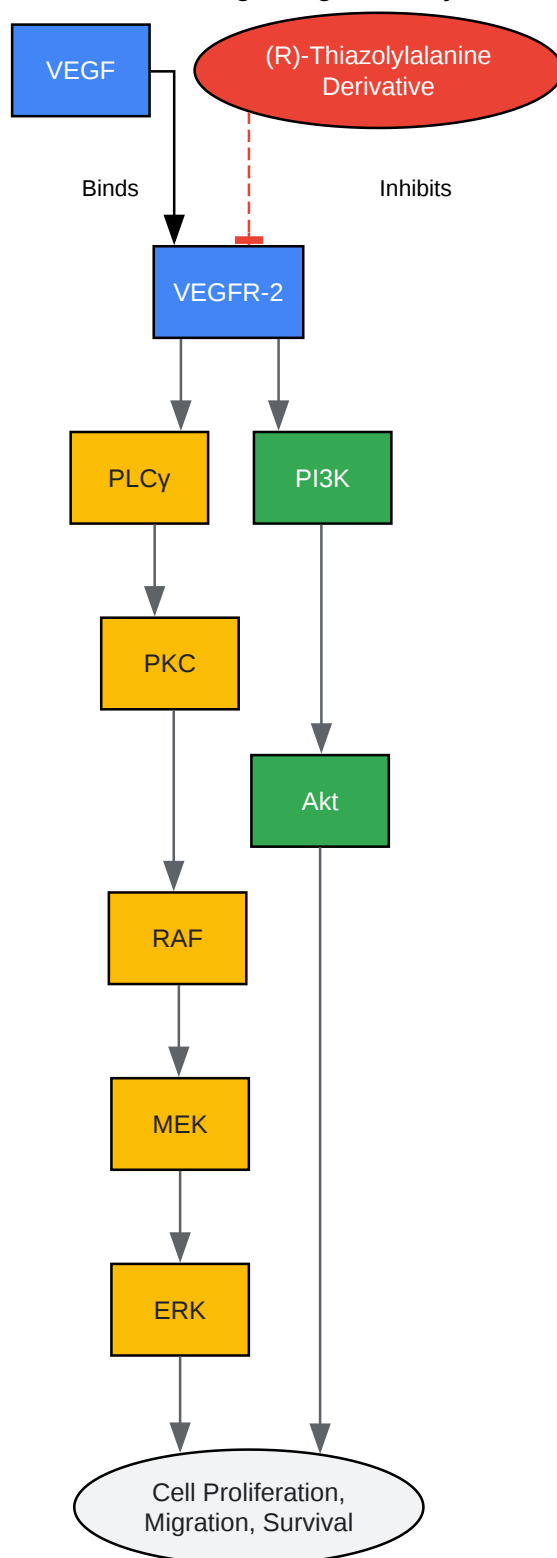 VEGF
(R)-Thiazolylalanine
Derivative
Binds
Inhibits
VEGFR-2
PLCγ
PI3K
PKC
Akt
RAF
MEK
ERK
Cell Proliferation,
Migration, Survival